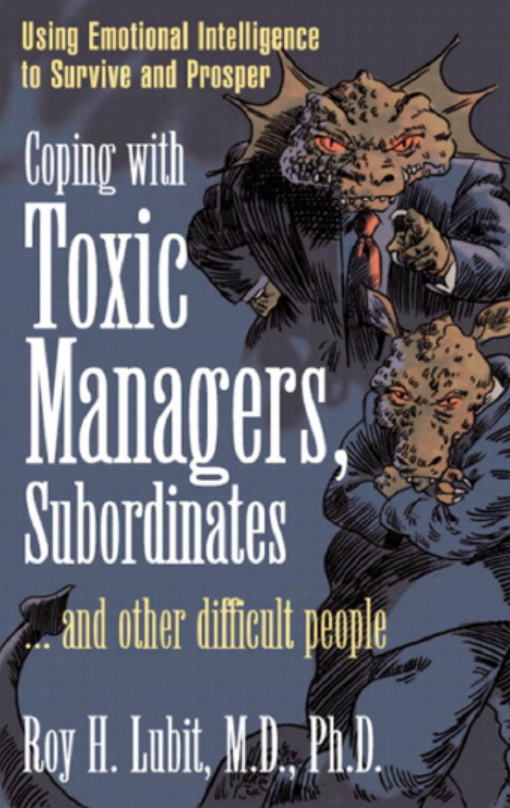 Using Emotional Intelligence
to Survive and Prosper
Coping with
Toxic
Managers,
Subordinates
... and other difficult people
Roy H. Lubit, M.D., Ph.D.